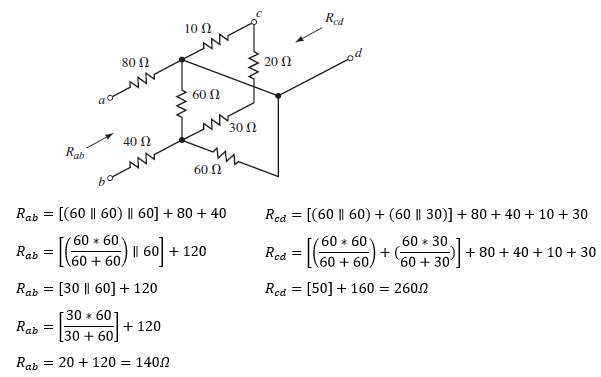 c
10 Ω
R_cd
80 Ω
20 Ω
d
a
60 Ω
30 Ω
40 Ω
R_ab
60 Ω
b
R_ab = [(60 ∥ 60) ∥ 60] + 80 + 40
R_ab = [(60 * 60 / 60 + 60) ∥ 60] + 120
R_ab = [30 ∥ 60] + 120
R_ab = [30 * 60 / 30 + 60] + 120
R_ab = 20 + 120 = 140Ω
R_cd = [(60 ∥ 60) + (60 ∥ 30)] + 80 + 40 + 10 + 30
R_cd = [(60 * 60 / 60 + 60) + (60 * 30 / 60 + 30)] + 80 + 40 + 10 + 30
R_cd = [50] + 160 = 260Ω